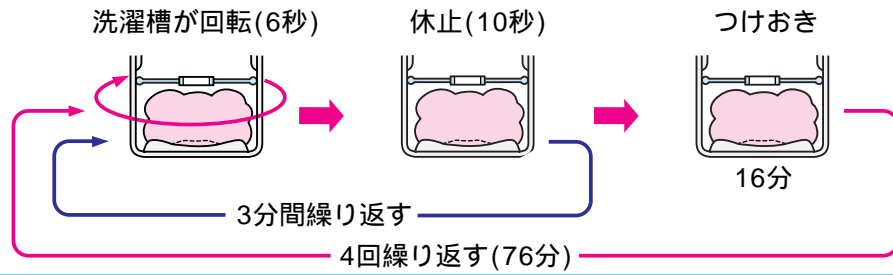 洗濯槽が回転(6秒)
休止(10秒)
つけおき
16分
3分間繰り返す
4回繰り返す(76分)